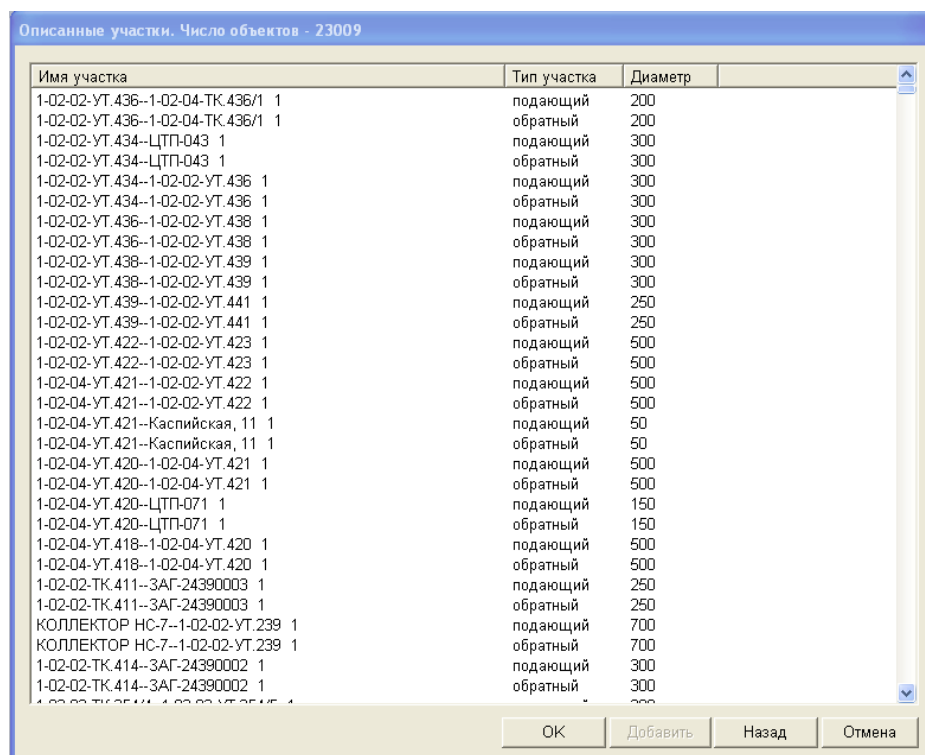 Описанные участки. Число объектов - 23009
Имя участка Тип участка Диаметр
1-02-02-УТ.436--1-02-04-ТК.436/1 1 подающий 200
1-02-02-УТ.436--1-02-04-ТК.436/1 1 обратный 200
1-02-02-УТ.434--ЦТП-043 1 подающий 300
1-02-02-УТ.434--ЦТП-043 1 обратный 300
1-02-02-УТ.434--1-02-02-УТ.436 1 подающий 300
1-02-02-УТ.434--1-02-02-УТ.436 1 обратный 300
1-02-02-УТ.436--1-02-02-УТ.438 1 подающий 300
1-02-02-УТ.436--1-02-02-УТ.438 1 обратный 300
1-02-02-УТ.438--1-02-02-УТ.439 1 подающий 300
1-02-02-УТ.438--1-02-02-УТ.439 1 обратный 300
1-02-02-УТ.439--1-02-02-УТ.441 1 подающий 250
1-02-02-УТ.439--1-02-02-УТ.441 1 обратный 250
1-02-02-УТ.422--1-02-02-УТ.423 1 подающий 500
1-02-02-УТ.422--1-02-02-УТ.423 1 обратный 500
1-02-04-УТ.421--1-02-02-УТ.422 1 подающий 500
1-02-04-УТ.421--1-02-02-УТ.422 1 обратный 500
1-02-04-УТ.421--Каспийская, 11 1 подающий 50
1-02-04-УТ.421--Каспийская, 11 1 обратный 50
1-02-04-УТ.420--1-02-04-УТ.421 1 подающий 500
1-02-04-УТ.420--1-02-04-УТ.421 1 обратный 500
1-02-04-УТ.420--ЦТП-071 1 подающий 150
1-02-04-УТ.420--ЦТП-071 1 обратный 150
1-02-04-УТ.418--1-02-04-УТ.420 1 подающий 500
1-02-04-УТ.418--1-02-04-УТ.420 1 обратный 500
1-02-02-ТК.411--ЗАГ-24390003 1 подающий 250
1-02-02-ТК.411--ЗАГ-24390003 1 обратный 250
КОЛЛЕКТОР НС-7--1-02-02-УТ.239 1 подающий 700
КОЛЛЕКТОР НС-7--1-02-02-УТ.239 1 обратный 700
1-02-02-ТК.414--ЗАГ-24390002 1 подающий 300
1-02-02-ТК.414--ЗАГ-24390002 1 обратный 300
OK Добавить Назад Отмена